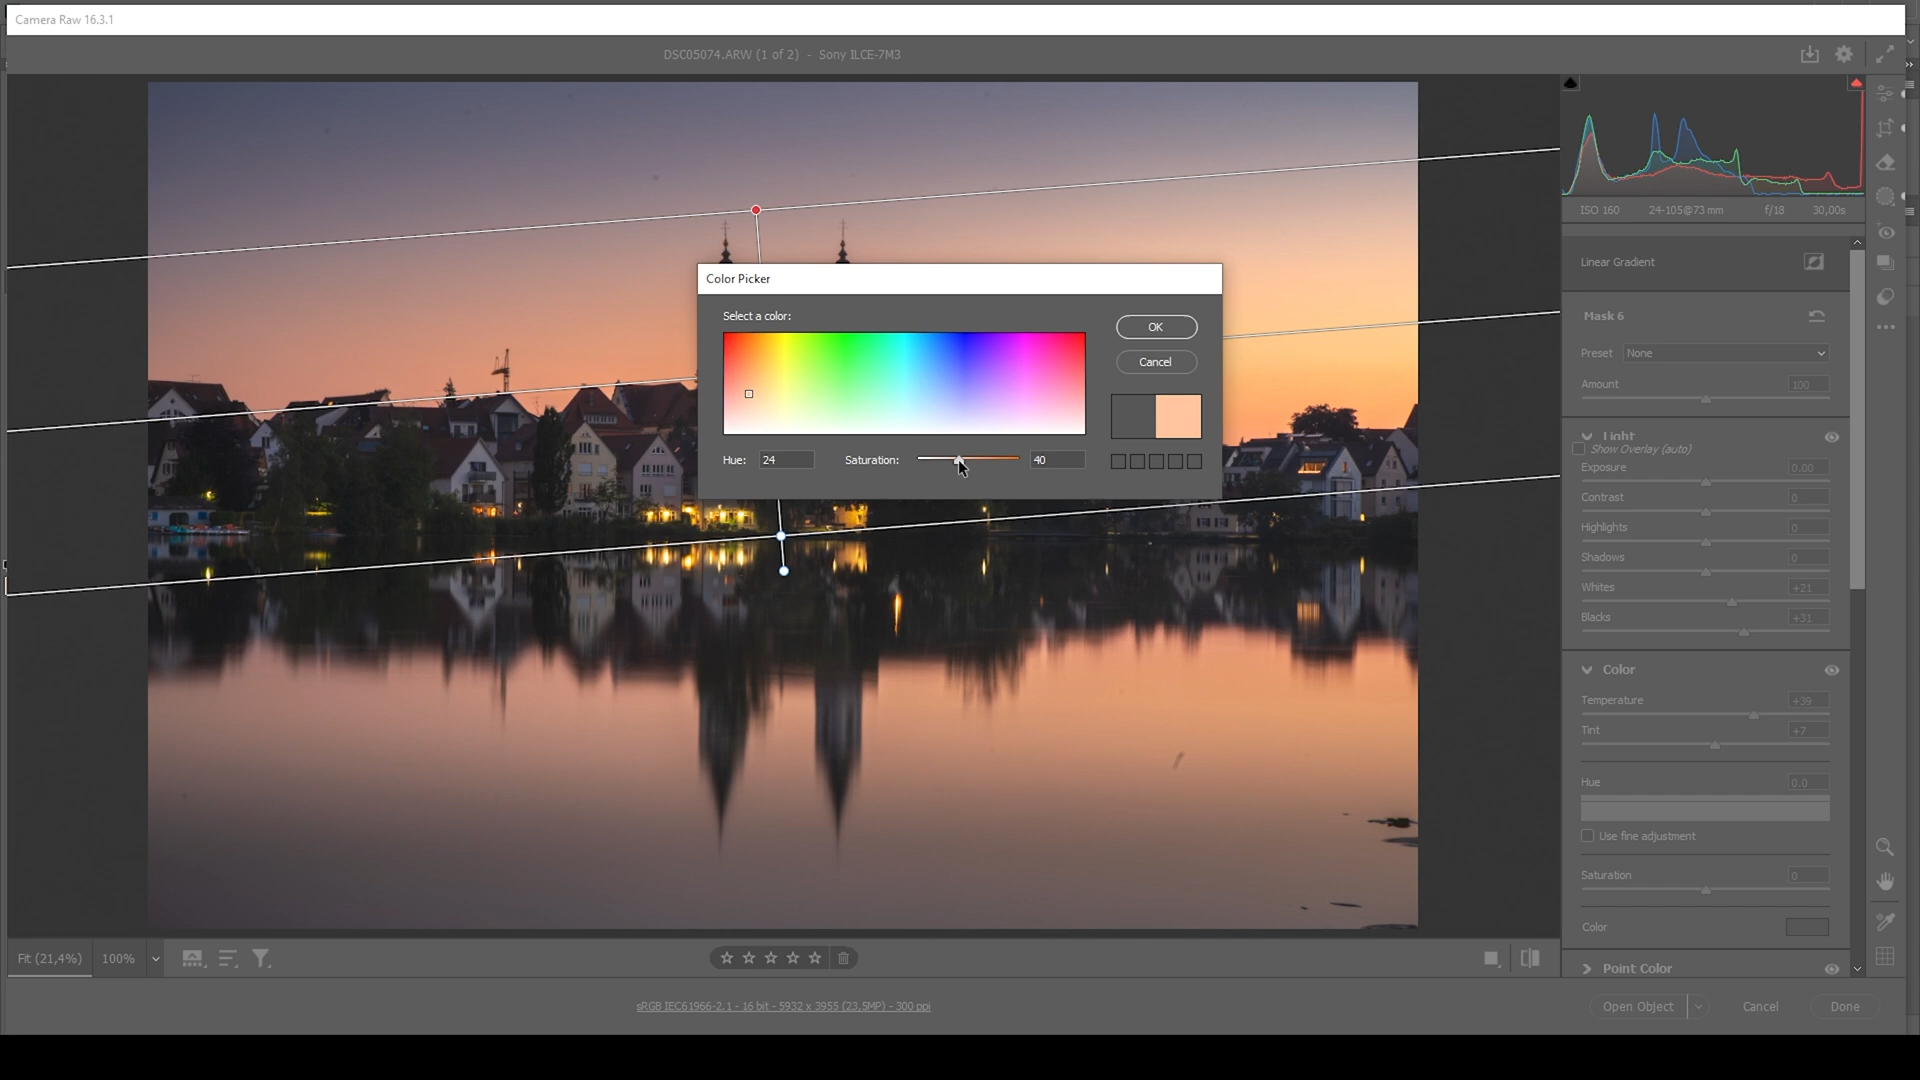 Camera Raw 16.3.1
DSC05074.ARW (1 of 2) - Sony ILCE-7M3
ISO 160 24-105@73 mm f/18 30,00s
Linear Gradient
Mask 6
Preset None
Amount 100
Light
Show Overlay (auto)
Exposure 0.00
Contrast 0
Highlights 0
Shadows 0
Whites +21
Blacks +31
Color
Temperature +39
Tint +7
Hue 0.0
Use fine adjustment
Saturation 0
Color
Point Color
Color Picker
Select a color:
OK
Cancel
Hue: 24 Saturation: 40
Fit (21,4%) 100%
sRGB IEC61966-2.1 - 16 bit - 5932 x 3955 (23,5MP) - 300 ppi
Open Object Cancel Done